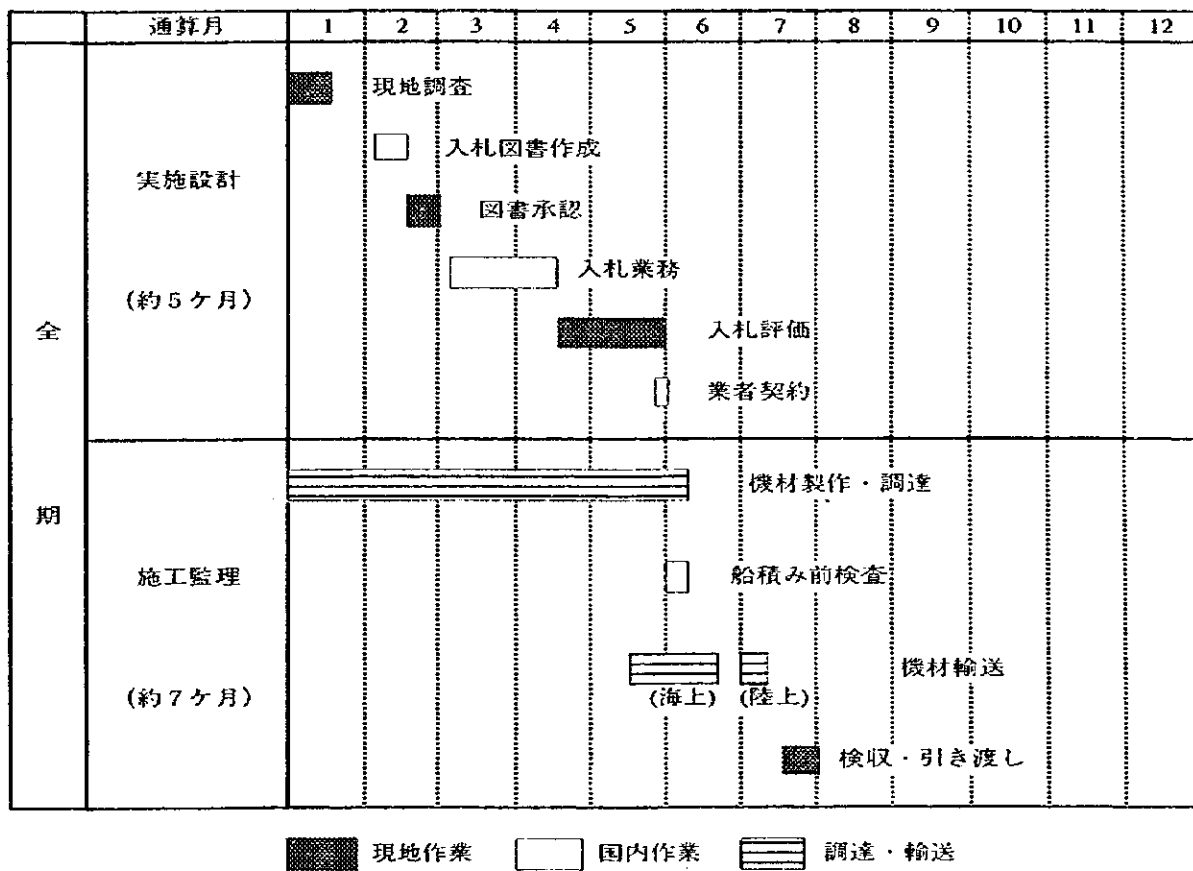 通算月 1 2 3 4 5 6 7 8 9 10 11 12
現地調査
入札図書作成
実施設計
図書承認
入札業務
(約5ケ月)
全
入札評価
業者契約
機材製作・調達
期
施工監理
船積み前検査
機材輸送
(約7ケ月)
(海上) (陸上)
検収・引き渡し
現地作業 国内作業 調達・輸送